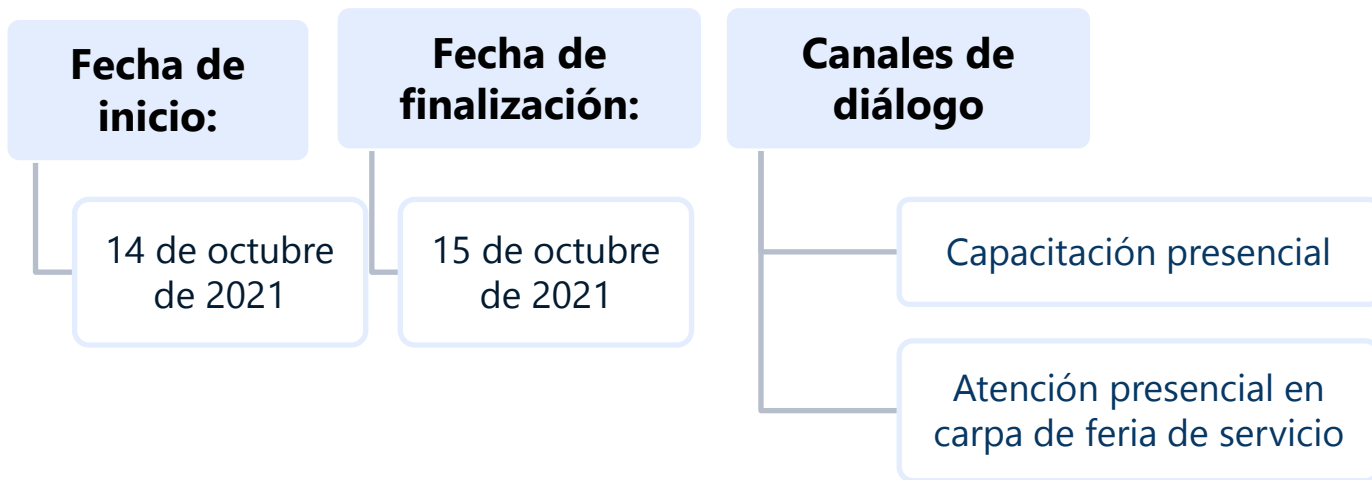 Fecha de
inicio:
14 de octubre
de 2021
Fecha de
finalización:
15 de octubre
de 2021
Canales de
diálogo
Capacitación presencial
Atención presencial en
carpa de feria de servicio